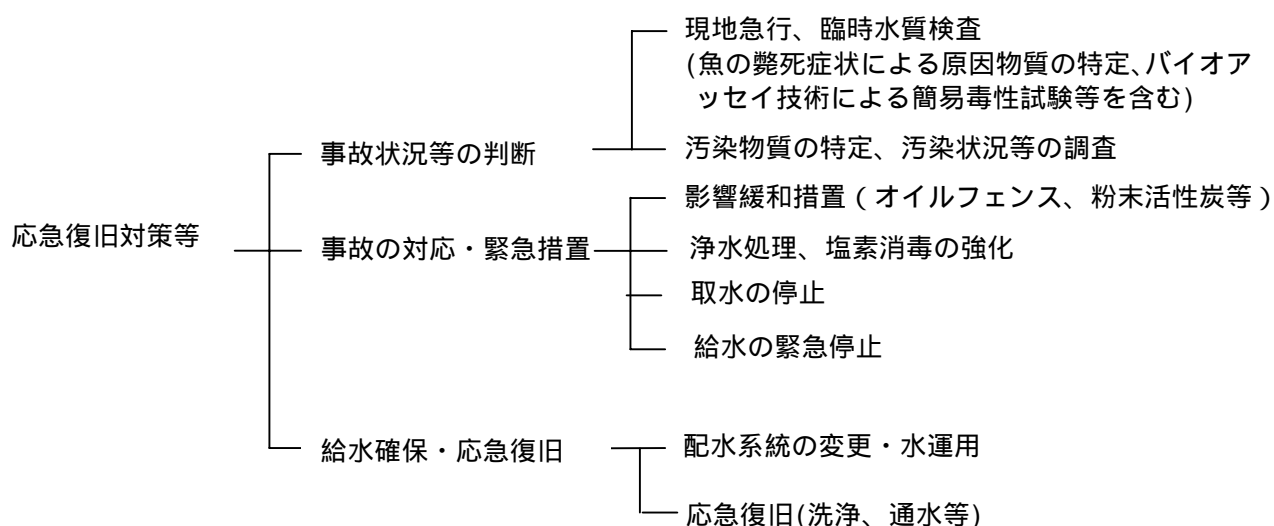 現地急行、臨時水質検査
(魚の斃死症状による原因物質の特定、バイオア
ッセイ技術による簡易毒性試験等を含む)
事故状況等の判断
汚染物質の特定、汚染状況等の調査
影響緩和措置(オイルフェンス、粉末活性炭等)
応急復旧対策等
事故の対応・緊急措置
浄水処理、塩素消毒の強化
取水の停止
給水の緊急停止
給水確保・応急復旧
配水系統の変更・水運用
応急復旧(洗浄、通水等)